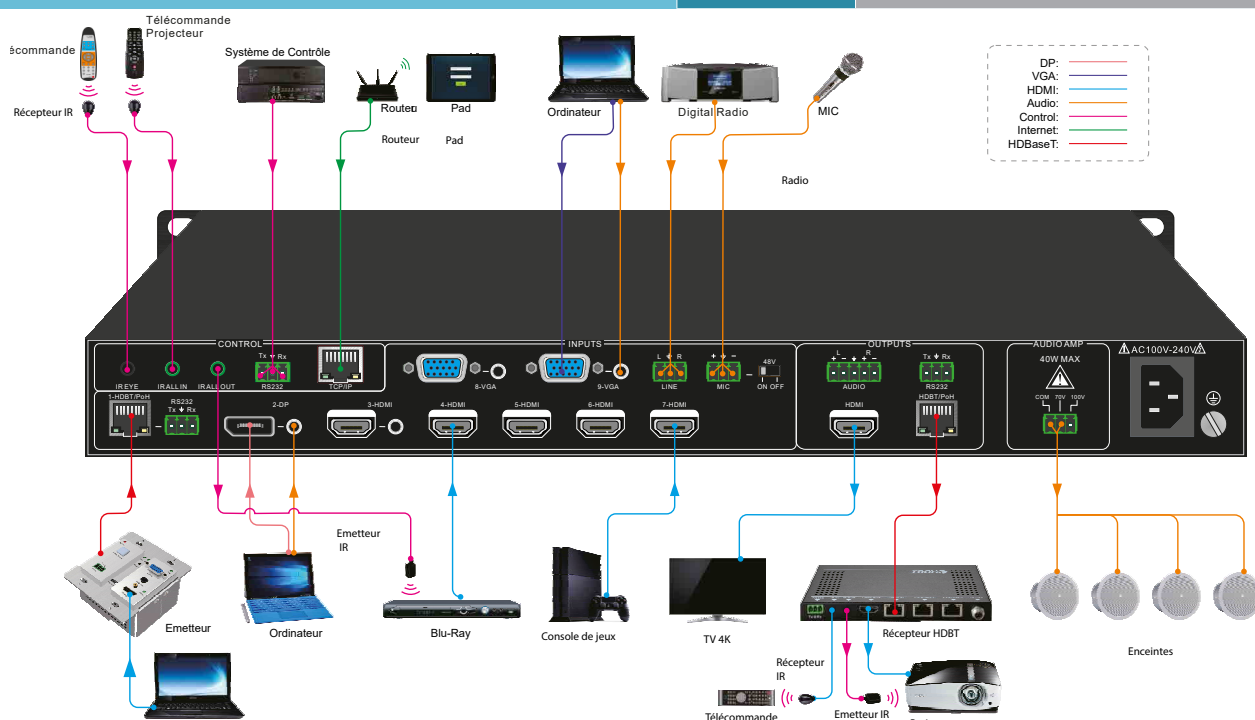 Télécommande
Projecteur
écommande
Récepteur IR
Système de Contrôle
Routeu
Routeur
Pad
Pad
Ordinateur
Digital Radio
Radio
MIC
DP:
VGA:
HDMI:
Audio:
Control:
Internet:
HDBaseT:
CONTROL
INPUTS
OUTPUTS
AUDIO AMP
AC100V-240V
IR EYE
IR ALL IN
IR ALL OUT
Tx Rx
RS232
TCP/IP
8-VGA
9-VGA
L R
LINE
+ + -
MIC
48V
ON OFF
L R
+ - + -
AUDIO
Tx Rx
RS232
40W MAX
COM 70V 100V
1-HDBT/PoH
RS232
Tx Rx
2-DP
3-HDMI
4-HDMI
5-HDMI
6-HDMI
7-HDMI
HDMI
HDBT/PoH
Emetteur
Ordinateur
Emetteur
IR
Blu-Ray
Console de jeux
TV 4K
Récepteur HDBT
Récepteur
IR
Télécommande
Emetteur IR
Enceintes